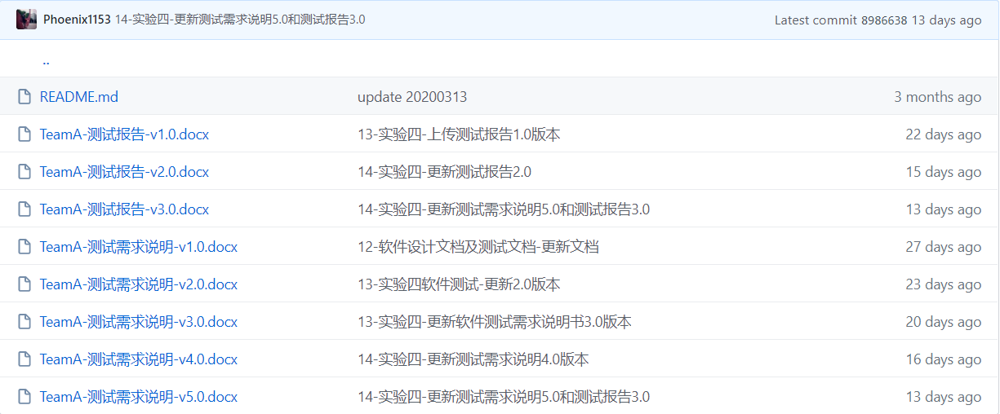 Phoenix1153 14-实验四-更新测试需求说明5.0和测试报告3.0 Latest commit 8986638 13 days ago
..
README.md update 20200313 3 months ago
TeamA-测试报告-v1.0.docx 13-实验四-上传测试报告1.0版本 22 days ago
TeamA-测试报告-v2.0.docx 14-实验四-更新测试报告2.0 15 days ago
TeamA-测试报告-v3.0.docx 14-实验四-更新测试需求说明5.0和测试报告3.0 13 days ago
TeamA-测试需求说明-v1.0.docx 12-软件设计文档及测试文档-更新文档 27 days ago
TeamA-测试需求说明-v2.0.docx 13-实验四软件测试-更新2.0版本 23 days ago
TeamA-测试需求说明-v3.0.docx 13-实验四-更新软件测试需求说明书3.0版本 20 days ago
TeamA-测试需求说明-v4.0.docx 14-实验四-更新测试需求说明4.0版本 16 days ago
TeamA-测试需求说明-v5.0.docx 14-实验四-更新测试需求说明5.0和测试报告3.0 13 days ago